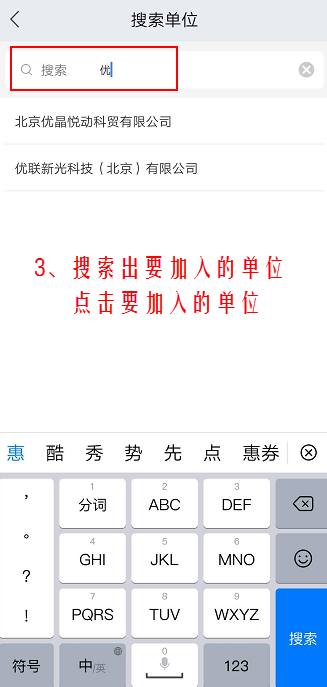 搜索单位
搜索 优
北京优晶悦动科贸有限公司
优联新光科技（北京）有限公司
3、搜索出要加入的单位
点击要加入的单位
惠 酷 秀 势 先 点 惠券
， 1 分词 2 ABC 3 DEF
。 4 GHI 5 JKL 6 MNO
？
！ 7 PQRS 8 TUV 9 WXYZ 搜索
符号 中/英 0 123